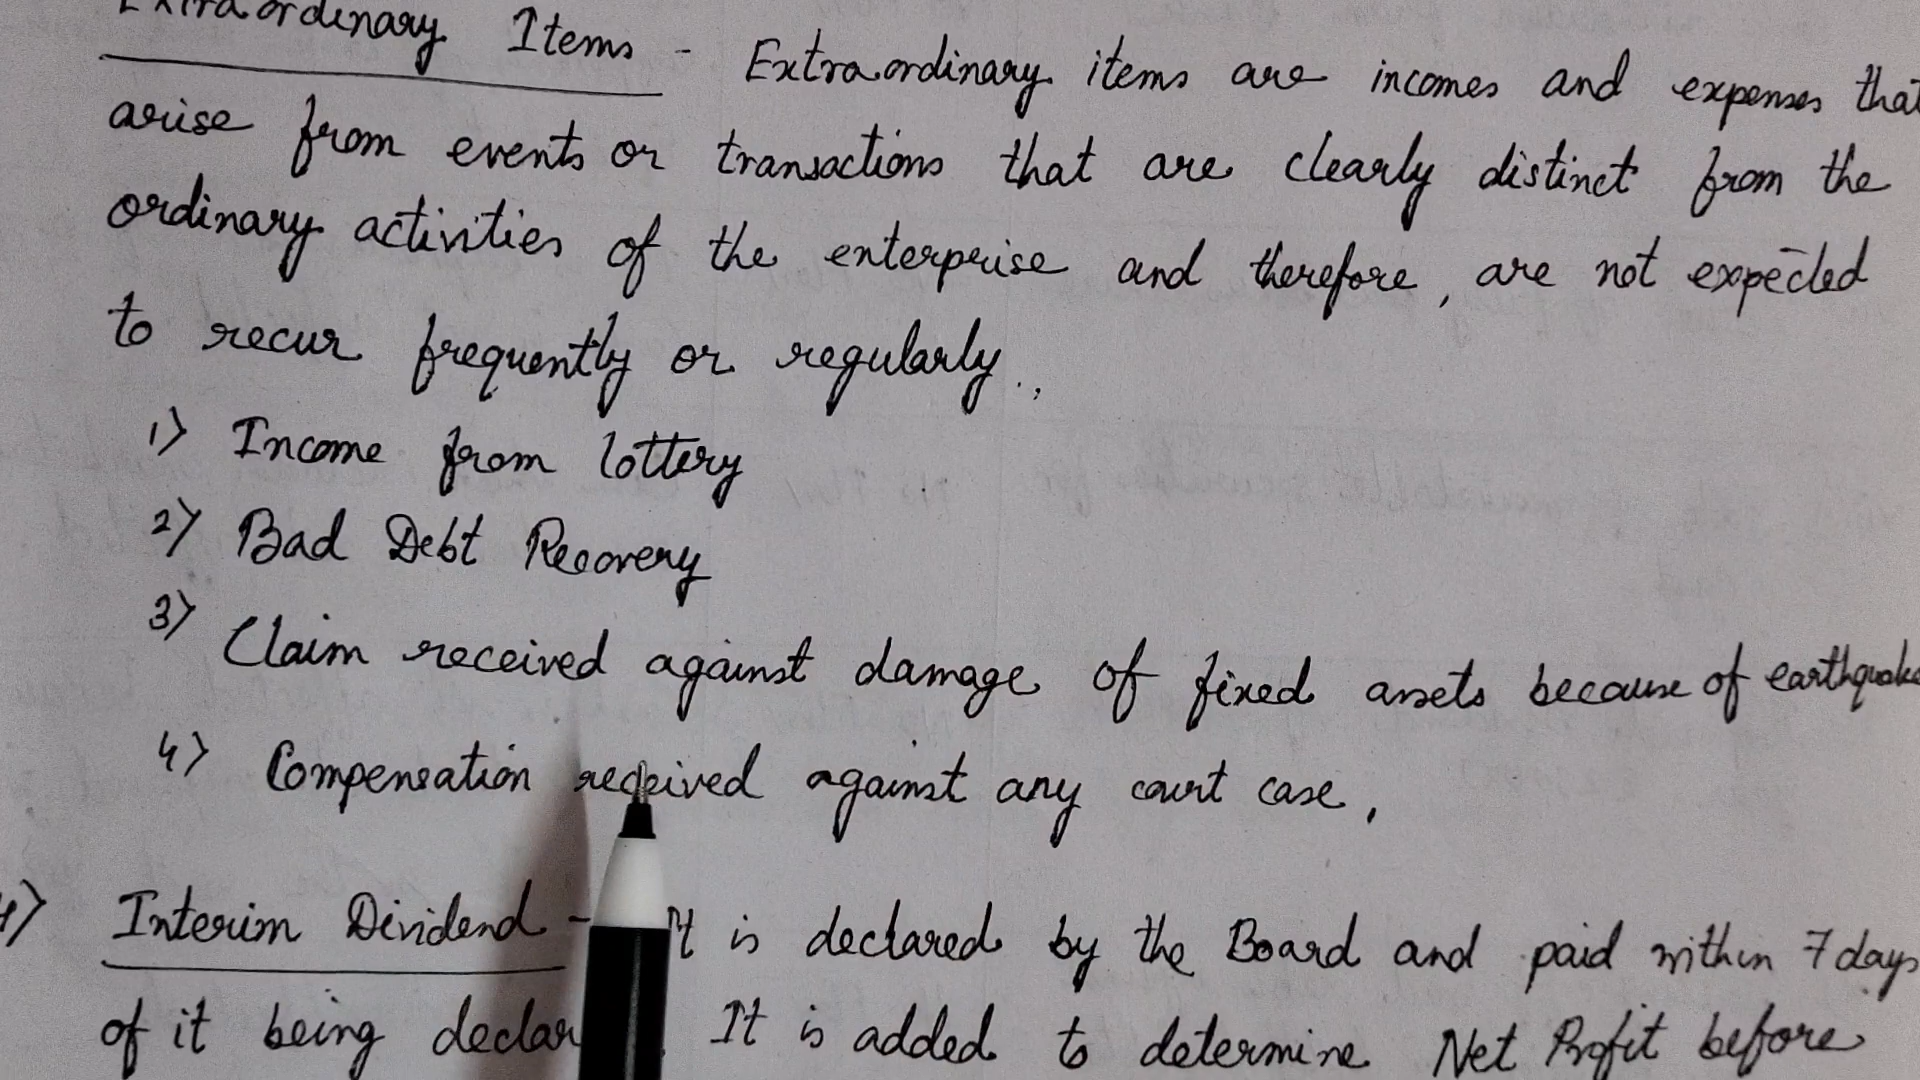 Extraordinary Items - Extraordinary items are incomes and expenses that
arise from events or transactions that are clearly distinct from the
ordinary activities of the enterprise and therefore, are not expected
to recur frequently or regularly.,
1) Income from lottery
2) Bad Debt Recovery
3) Claim received against damage of fixed assets because of earthquake
4) Compensation received against any court case,
Interim Dividend - It is declared by the Board and paid within 7 days
of it being declar . It is added to determine Net Profit before